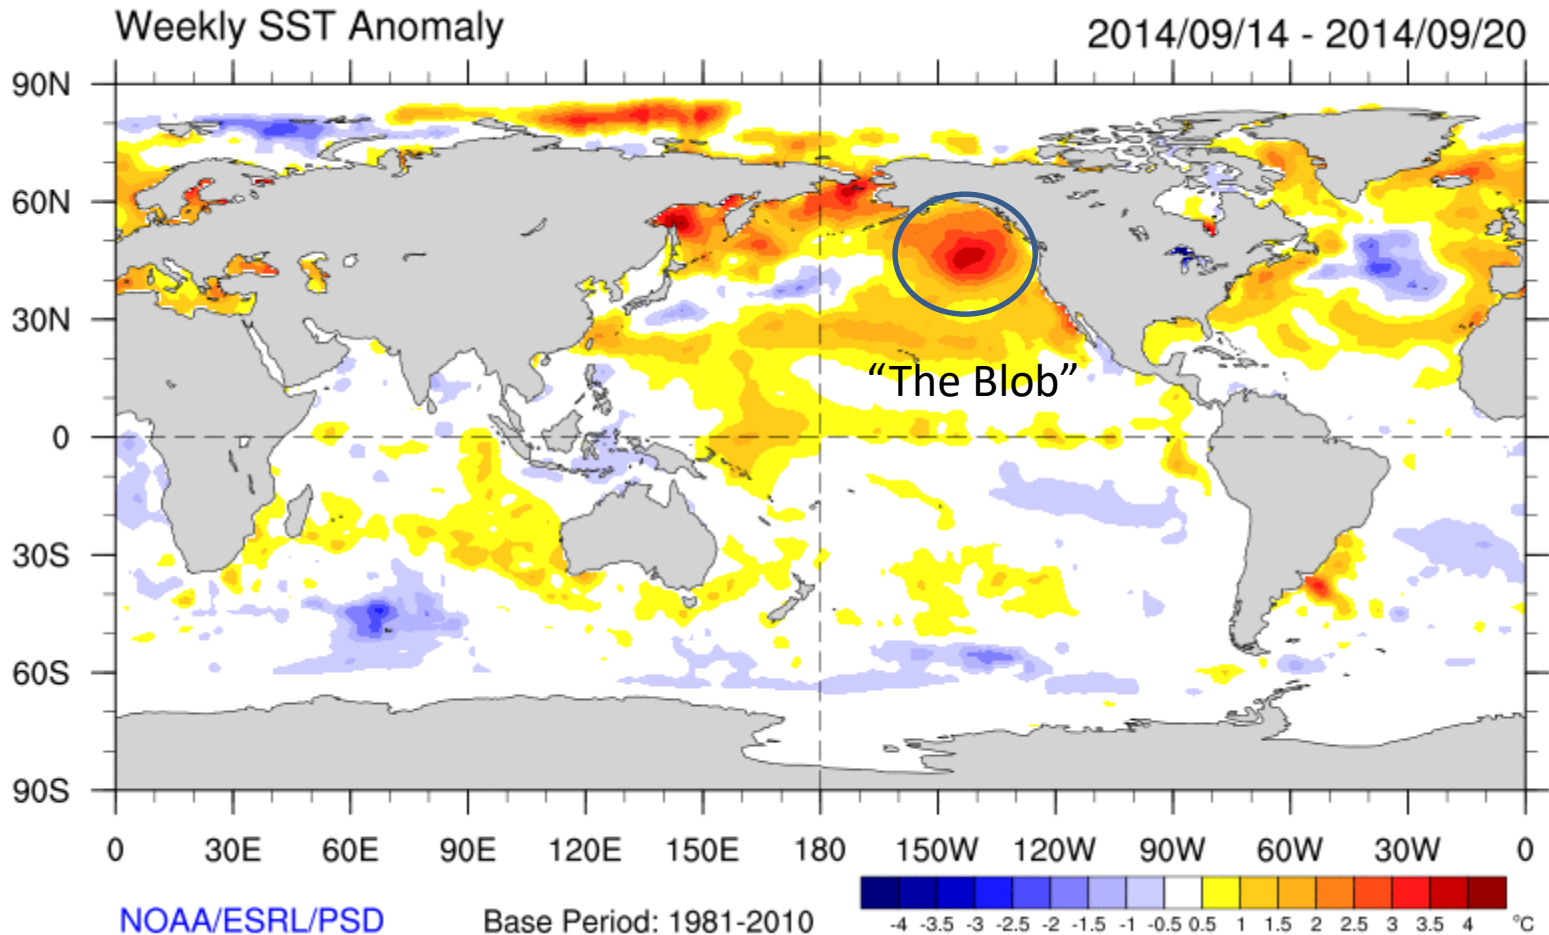 Weekly SST Anomaly 2014/09/14 - 2014/09/20
90N
60N
30N
"The Blob"
0
30S
60S
90S
0 30E 60E 90E 120E 150E 180 150W 120W 90W 60W 30W 0
NOAA/ESRL/PSD Base Period: 1981-2010
-4 -3.5 -3 -2.5 -2 -1.5 -1 -0.5 0.5 1 1.5 2 2.5 3 3.5 4 °C